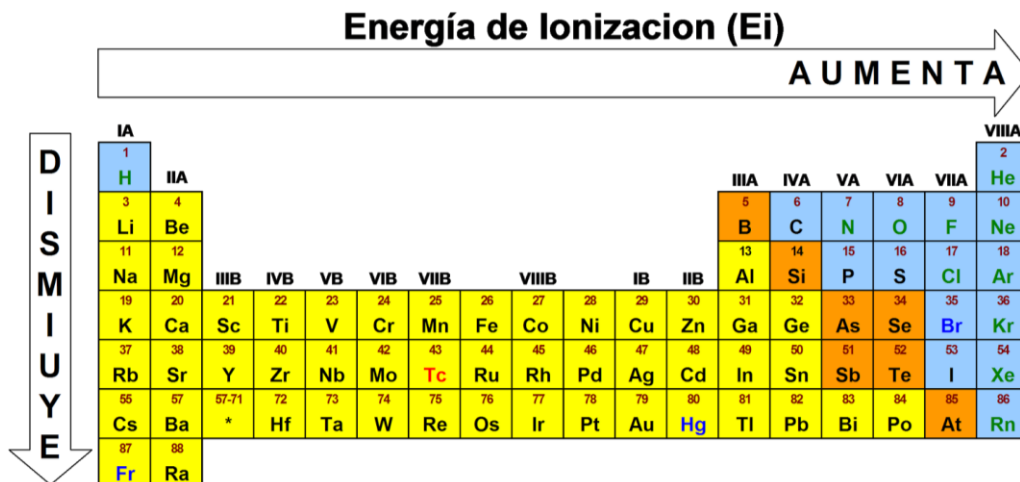 Energía de Ionizacion (Ei)
A U M E N T A
D I S M I U Y E
IA VIIIA
1 2
H IIA IIIA IVA VA VIA VIIA He
3 4 5 6 7 8 9 10
Li Be B C N O F Ne
11 12 13 14 15 16 17 18
Na Mg IIIB IVB VB VIB VIIB VIIIB IB IIB Al Si P S Cl Ar
19 20 21 22 23 24 25 26 27 28 29 30 31 32 33 34 35 36
K Ca Sc Ti V Cr Mn Fe Co Ni Cu Zn Ga Ge As Se Br Kr
37 38 39 40 41 42 43 44 45 46 47 48 49 50 51 52 53 54
Rb Sr Y Zr Nb Mo Tc Ru Rh Pd Ag Cd In Sn Sb Te I Xe
55 57 57-71 72 73 74 75 76 77 78 79 80 81 82 83 84 85 86
Cs Ba * Hf Ta W Re Os Ir Pt Au Hg Tl Pb Bi Po At Rn
87 88
Fr Ra